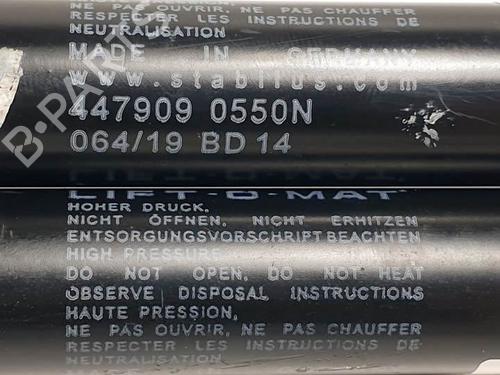 NE PAS OUVRIR, NE PAS CHAUFFER
RESPECTER LES INSTRUCTIONS DE
NEUTRALISATION
MADE IN GERMANY
www.stabilus.com
447909 0550N
064/19 BD 14
B-PARTS
LIFT-O-MAT
HOHER DRUCK,
NICHT ÖFFNEN, NICHT ERHITZEN
ENTSORGUNGSVORSCHRIFT BEACHTEN
HIGH PRESSURE
DO NOT OPEN, DO NOT HEAT
OBSERVE DISPOSAL INSTRUCTIONS
HAUTE PRESSION,
NE PAS OUVRIR, NE PAS CHAUFFER
RESPECTER LES INSTRUCTIONS DE
NEUTRALISATION